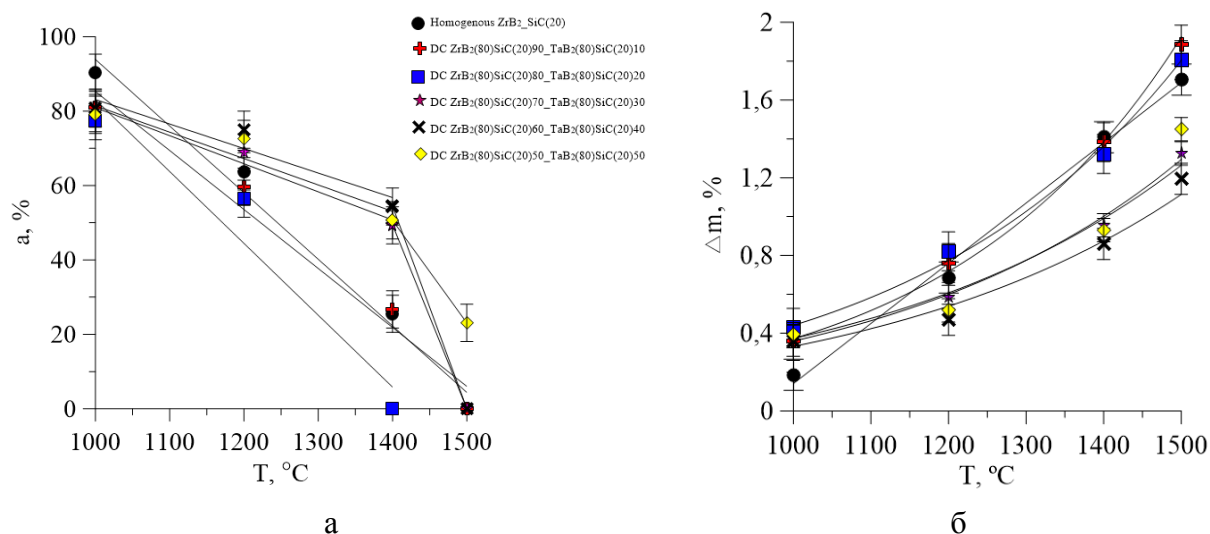 Homogenous ZrB2_SiC(20)
DC ZrB2(80)SiC(20)90_TaB2(80)SiC(20)10
DC ZrB2(80)SiC(20)80_TaB2(80)SiC(20)20
DC ZrB2(80)SiC(20)70_TaB2(80)SiC(20)30
DC ZrB2(80)SiC(20)60_TaB2(80)SiC(20)40
DC ZrB2(80)SiC(20)50_TaB2(80)SiC(20)50
100
80
60
40
20
0
a, %
1000 1100 1200 1300 1400 1500
T, °C
а
2
1,6
1,2
0,8
0,4
0
△m, %
1000 1100 1200 1300 1400 1500
T, ºC
б